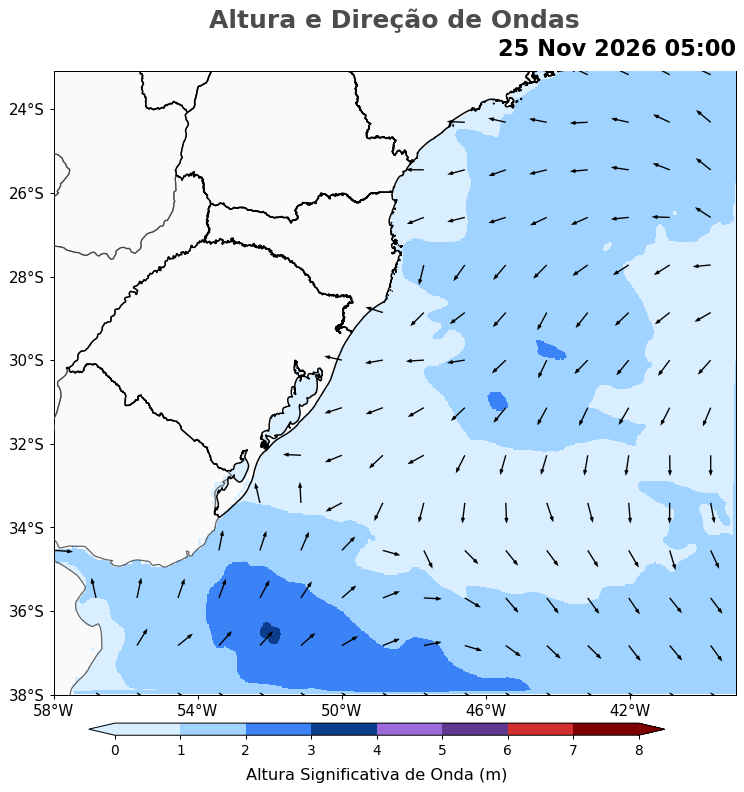 Altura e Direção de Ondas
25 Nov 2026 05:00
24°S
26°S
28°S
30°S
32°S
34°S
36°S
38°S
58°W 54°W 50°W 46°W 42°W
0 1 2 3 4 5 6 7 8
Altura Significativa de Onda (m)